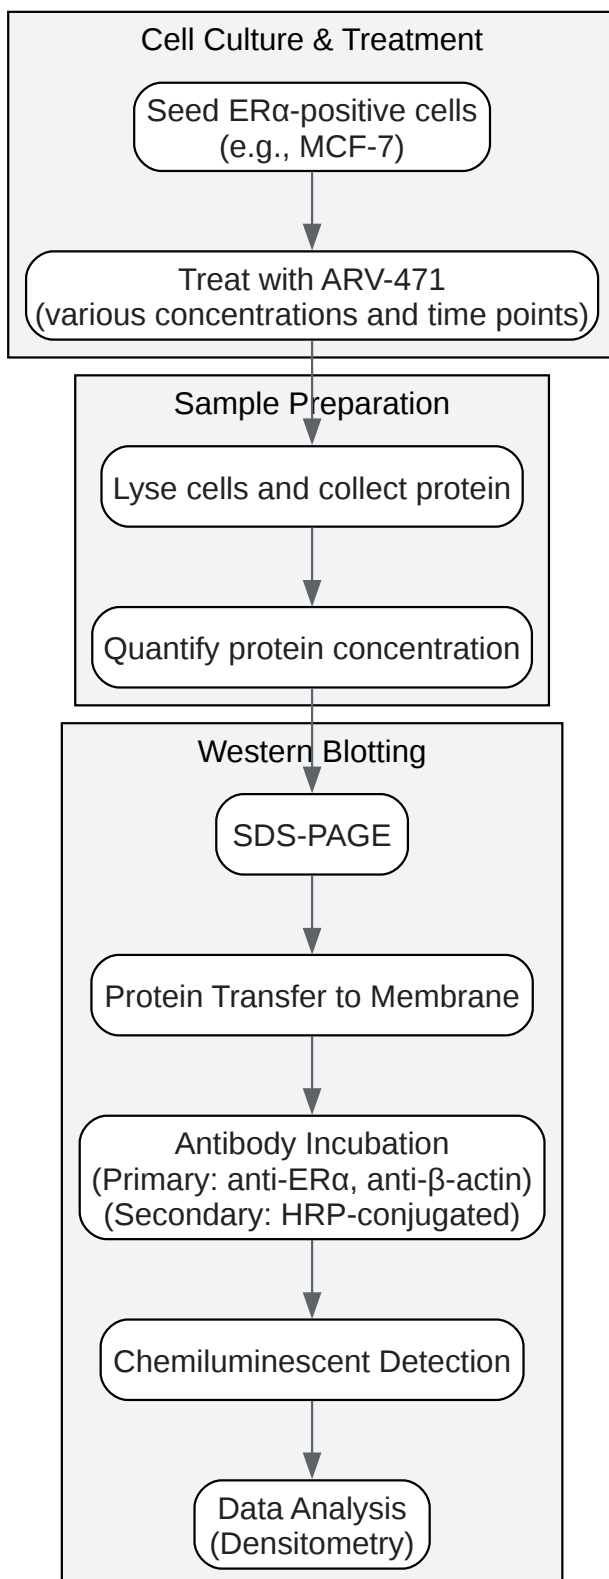 Cell Culture & Treatment
Seed ERα-positive cells
(e.g., MCF-7)
Treat with ARV-471
(various concentrations and time points)
Sample Preparation
Lyse cells and collect protein
Quantify protein concentration
Western Blotting
SDS-PAGE
Protein Transfer to Membrane
Antibody Incubation
(Primary: anti-ERα, anti-β-actin)
(Secondary: HRP-conjugated)
Chemiluminescent Detection
Data Analysis
(Densitometry)